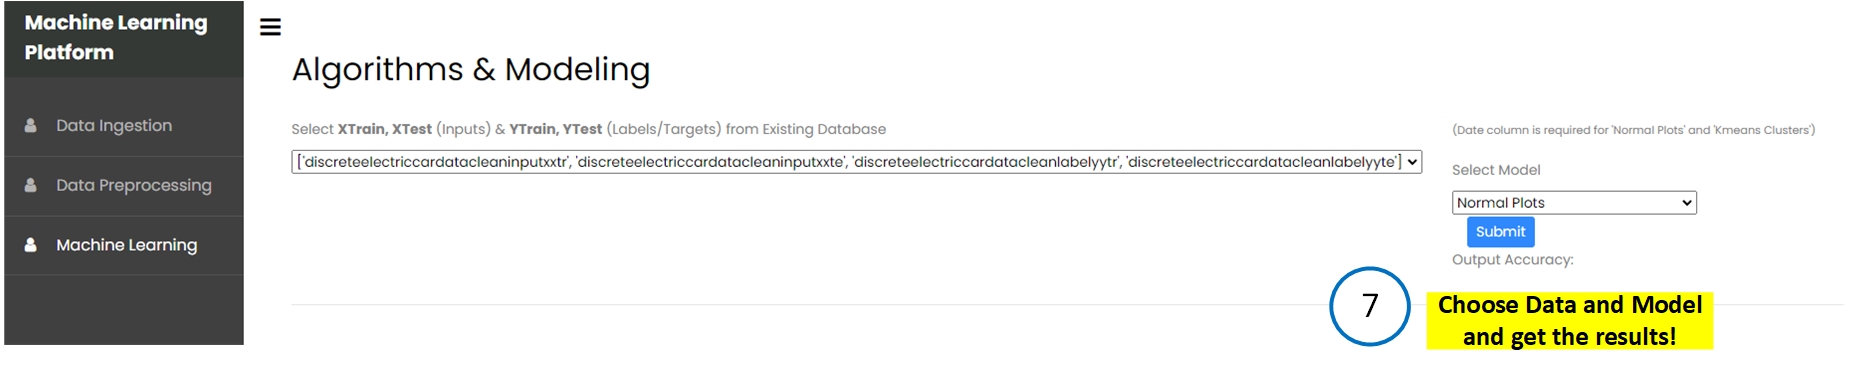 Machine Learning
Platform
Data Ingestion
Data Preprocessing
Machine Learning
Algorithms & Modeling
Select XTrain, XTest (Inputs) & YTrain, YTest (Labels/Targets) from Existing Database
['discreteelectriccardatacleaninputxxtr', 'discreteelectriccardatacleaninputxxte', 'discreteelectriccardatacleanlabelyytr', 'discreteelectriccardatacleanlabelyyte']
(Date column is required for 'Normal Plots' and 'Kmeans Clusters')
Select Model
Normal Plots
Submit
Output Accuracy:
7
Choose Data and Model
and get the results!